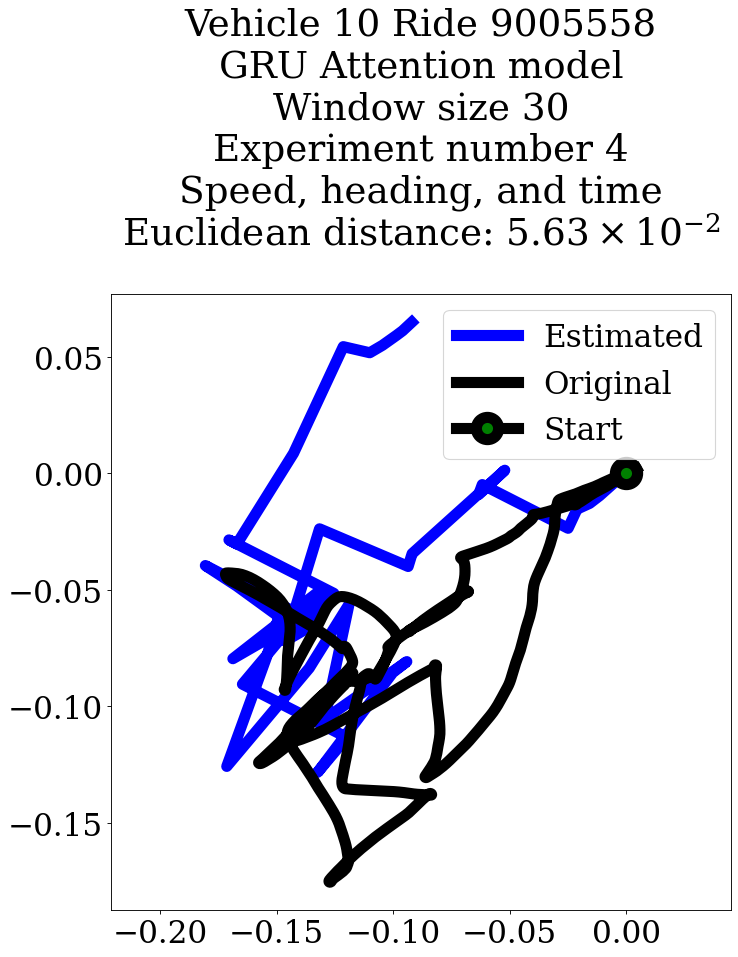 Vehicle 10 Ride 9005558
GRU Attention model
Window size 30
Experiment number 4
Speed, heading, and time
Euclidean distance: 5.63 × 10⁻²
Estimated
Original
Start
0.05
0.00
−0.05
−0.10
−0.15
−0.20 −0.15 −0.10 −0.05 0.00